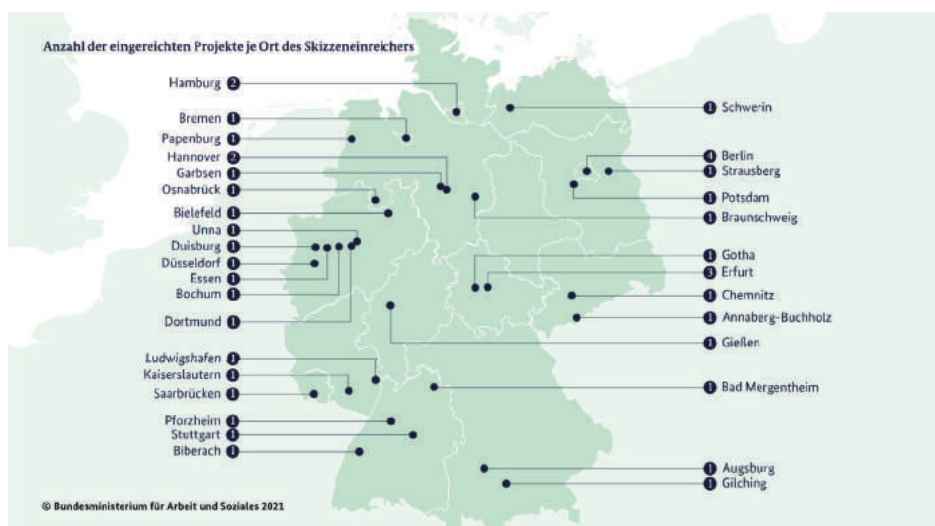 Anzahl der eingereichten Projekte je Ort des Skizzeneinreichers
Hamburg 2
Bremen 1
Papenburg 1
Hannover 2
Garbsen 1
Osnabrück 1
Bielefeld 1
Unna 1
Duisburg 1
Düsseldorf 1
Essen 1
Bochum 1
Dortmund 1
Ludwigshafen 1
Kaiserslautern 1
Saarbrücken 1
Pforzheim 1
Stuttgart 1
Biberach 1
1 Schwerin
4 Berlin
1 Strausberg
1 Potsdam
1 Braunschweig
1 Gotha
3 Erfurt
1 Chemnitz
1 Annaberg-Buchholz
1 Gießen
1 Bad Mergentheim
1 Augsburg
1 Gilching
© Bundesministerium für Arbeit und Soziales 2021